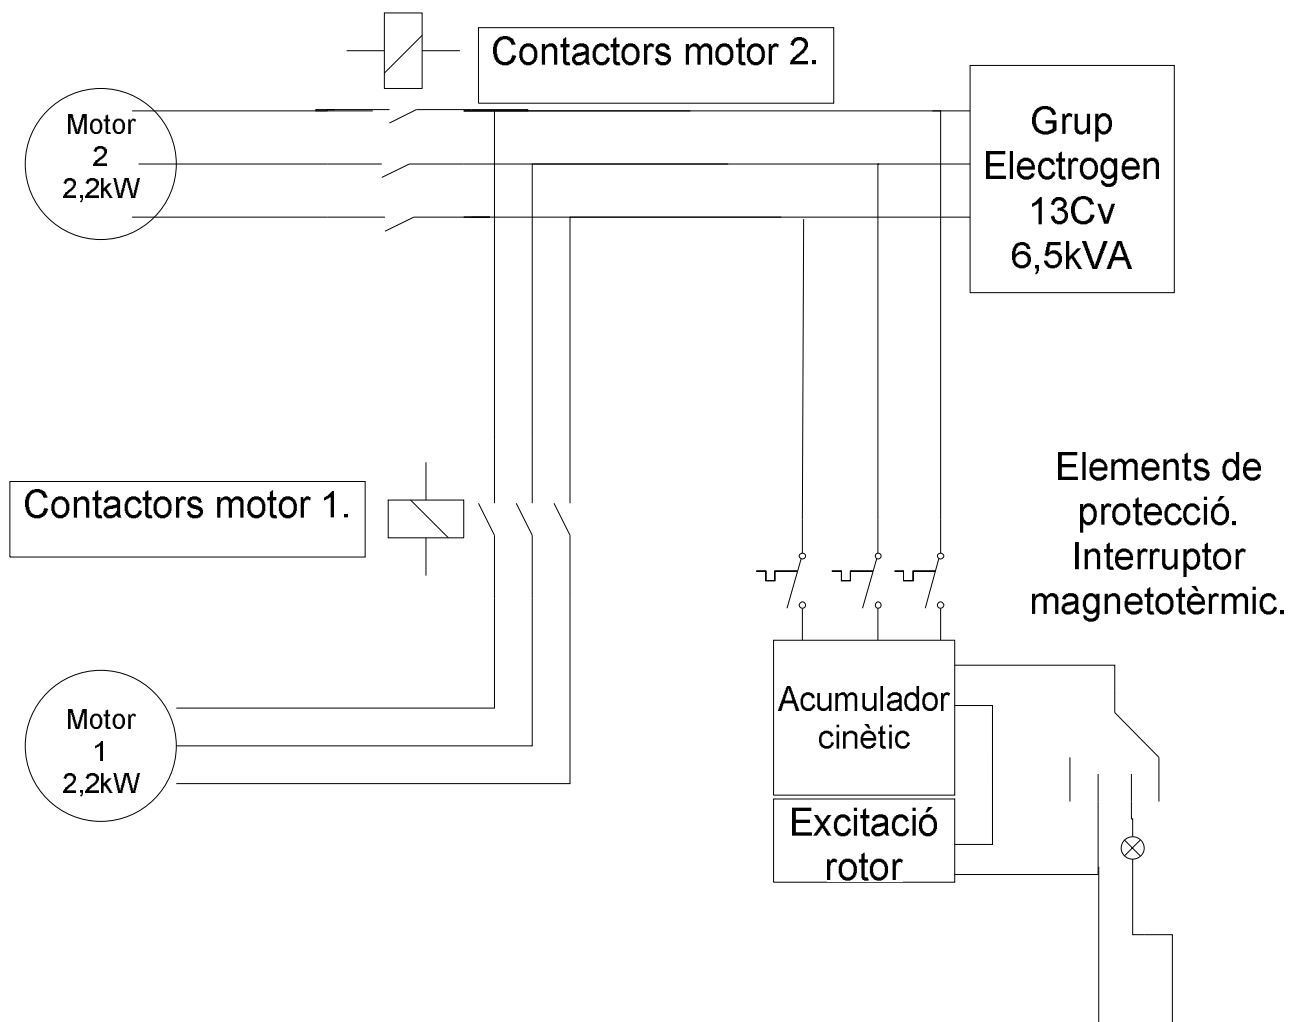 Contactors motor 2.
Motor
2
2,2kW
Grup
Electrogen
13Cv
6,5kVA
Contactors motor 1.
Elements de
protecció.
Interruptor
magnetotèrmic.
Motor
1
2,2kW
Acumulador
cinètic
Excitació
rotor